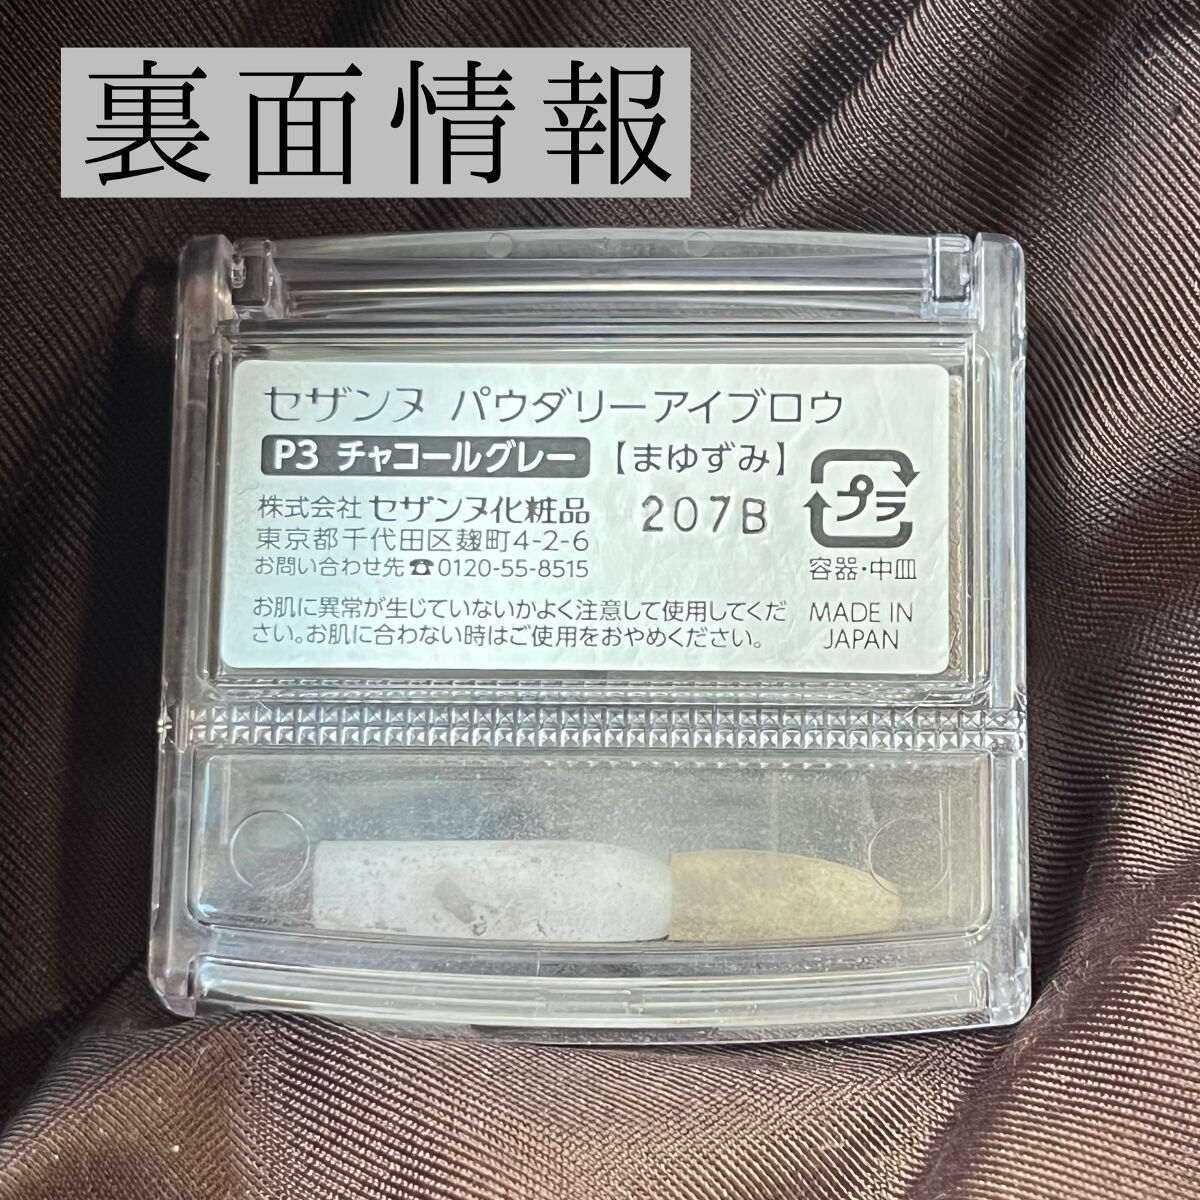 裏面情報
セザンヌ パウダリーアイブロウ
P3 チャコールグレー 【まゆずみ】
株式会社 セザンヌ化粧品 207B
東京都千代田区麹町4-2-6
お問い合わせ先☎0120-55-8515
プラ
容器・中皿
お肌に異常が生じていないかよく注意して使用してくだ
さい。お肌に合わない時はご使用をおやめください。
MADE IN
JAPAN